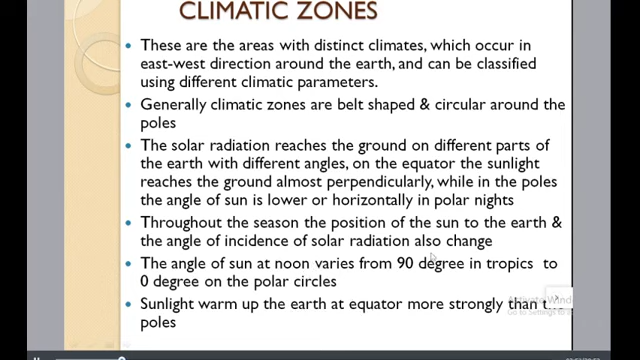 CLIMATIC ZONES
• These are the areas with distinct climates, which occur in
east-west direction around the earth, and can be classified
using different climatic parameters.
• Generally climatic zones are belt shaped & circular around the
poles
• The solar radiation reaches the ground on different parts of
the earth with different angles, on the equator the sunlight
reaches the ground almost perpendicularly, while in the poles
the angle of sun is lower or horizontally in polar nights
• Throughout the season the position of the sun to the earth &
the angle of incidence of solar radiation also change
• The angle of sun at noon varies from 90 degree in tropics to
0 degree on the polar circles
• Sunlight warm up the earth at equator more strongly than
poles
Activate Wind
Go to Settings to